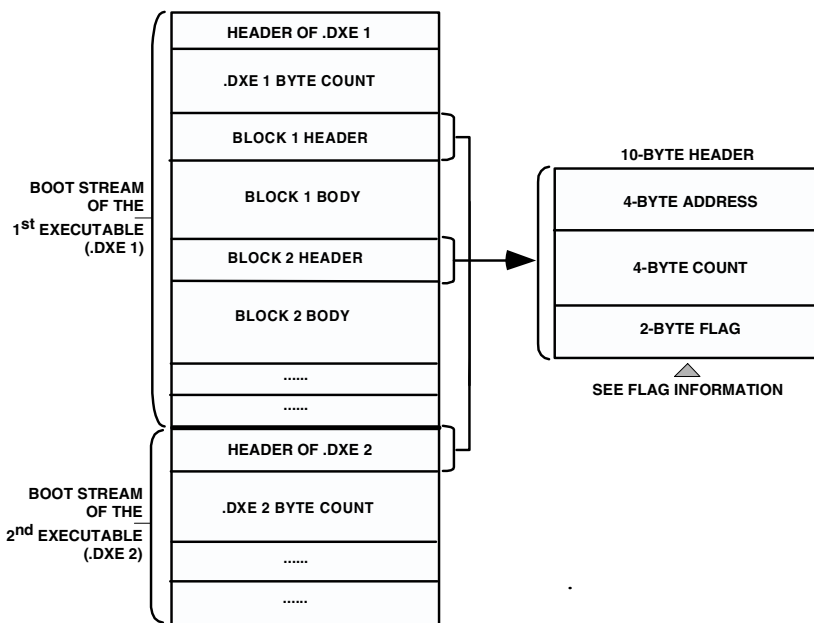 HEADER OF .DXE 1
.DXE 1 BYTE COUNT
BLOCK 1 HEADER
BLOCK 1 BODY
BLOCK 2 HEADER
BLOCK 2 BODY
......
......
HEADER OF .DXE 2
.DXE 2 BYTE COUNT
......
......
BOOT STREAM
OF THE
1st EXECUTABLE
(.DXE 1)
BOOT STREAM
OF THE
2nd EXECUTABLE
(.DXE 2)
10-BYTE HEADER
4-BYTE ADDRESS
4-BYTE COUNT
2-BYTE FLAG
SEE FLAG INFORMATION